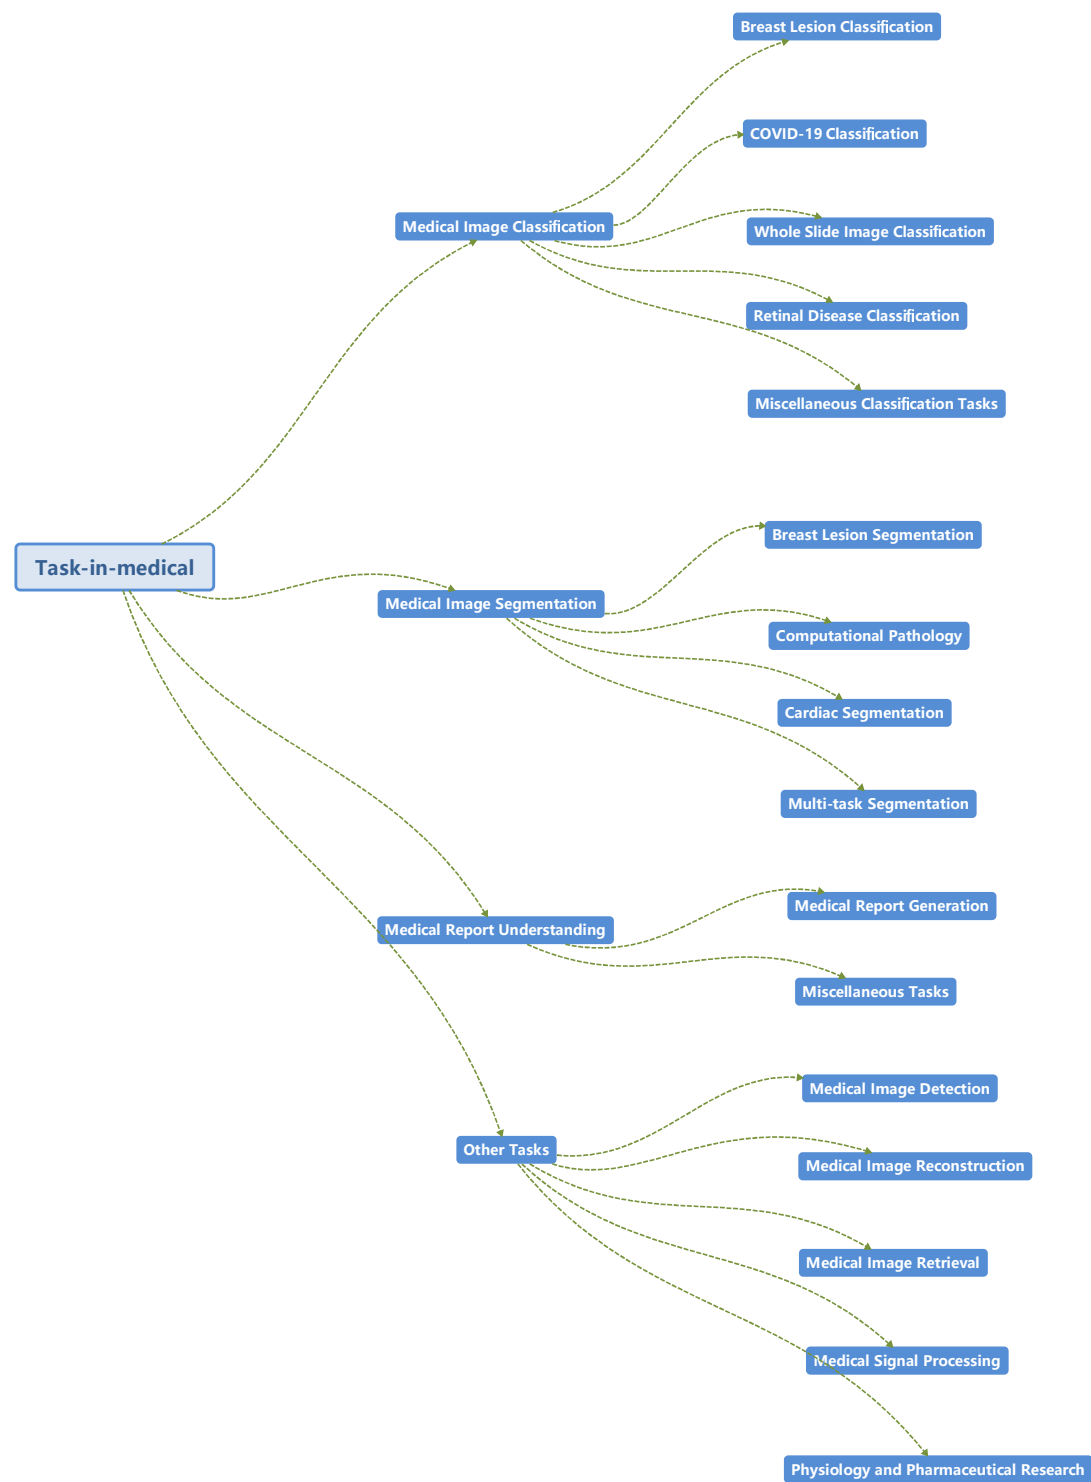 Task-in-medical
Medical Image Classification
Breast Lesion Classification
COVID-19 Classification
Whole Slide Image Classification
Retinal Disease Classification
Miscellaneous Classification Tasks
Medical Image Segmentation
Breast Lesion Segmentation
Computational Pathology
Cardiac Segmentation
Multi-task Segmentation
Medical Report Understanding
Medical Report Generation
Miscellaneous Tasks
Other Tasks
Medical Image Detection
Medical Image Reconstruction
Medical Image Retrieval
Medical Signal Processing
Physiology and Pharmaceutical Research